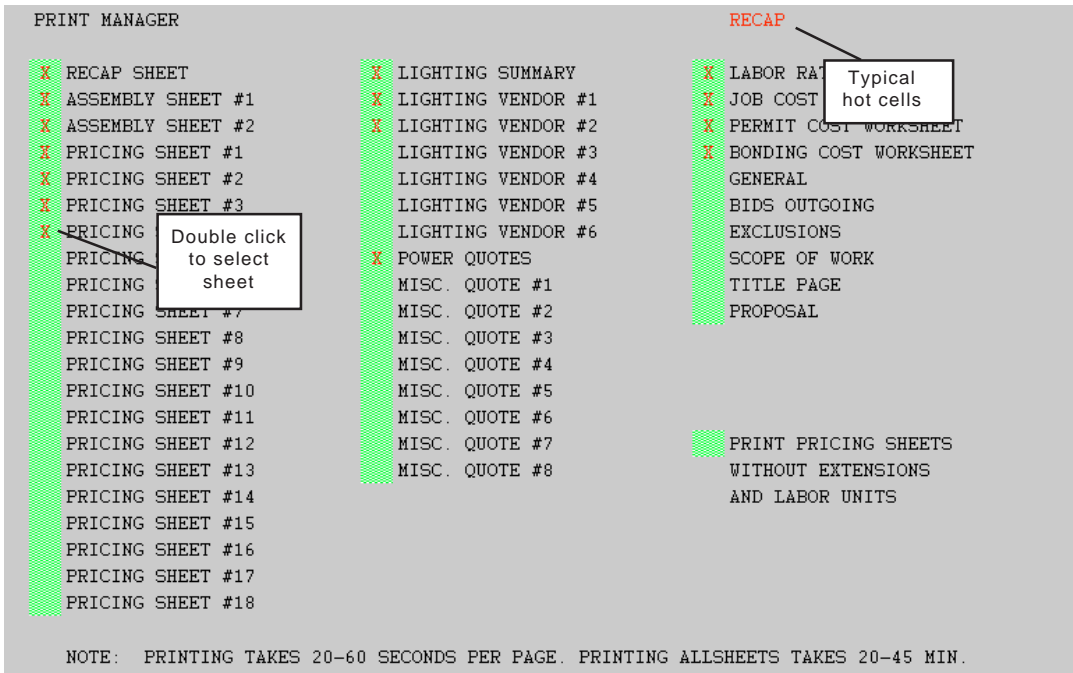 PRINT MANAGER
RECAP
X RECAP SHEET
X ASSEMBLY SHEET #1
X ASSEMBLY SHEET #2
X PRICING SHEET #1
X PRICING SHEET #2
X PRICING SHEET #3
X PRICING
PRICING
PRICING
PRICING SHEET #7
PRICING SHEET #8
PRICING SHEET #9
PRICING SHEET #10
PRICING SHEET #11
PRICING SHEET #12
PRICING SHEET #13
PRICING SHEET #14
PRICING SHEET #15
PRICING SHEET #16
PRICING SHEET #17
PRICING SHEET #18
Double click
to select
sheet
X LIGHTING SUMMARY
X LIGHTING VENDOR #1
X LIGHTING VENDOR #2
LIGHTING VENDOR #3
LIGHTING VENDOR #4
LIGHTING VENDOR #5
LIGHTING VENDOR #6
X POWER QUOTES
MISC. QUOTE #1
MISC. QUOTE #2
MISC. QUOTE #3
MISC. QUOTE #4
MISC. QUOTE #5
MISC. QUOTE #6
MISC. QUOTE #7
MISC. QUOTE #8
X LABOR
X JOB COST
X PERMIT COST WORKSHEET
X BONDING COST WORKSHEET
GENERAL
BIDS OUTGOING
EXCLUSIONS
SCOPE OF WORK
TITLE PAGE
PROPOSAL
Typical
hot cells
PRINT PRICING SHEETS
WITHOUT EXTENSIONS
AND LABOR UNITS
NOTE: PRINTING TAKES 20-60 SECONDS PER PAGE. PRINTING ALLSHEETS TAKES 20-45 MIN.